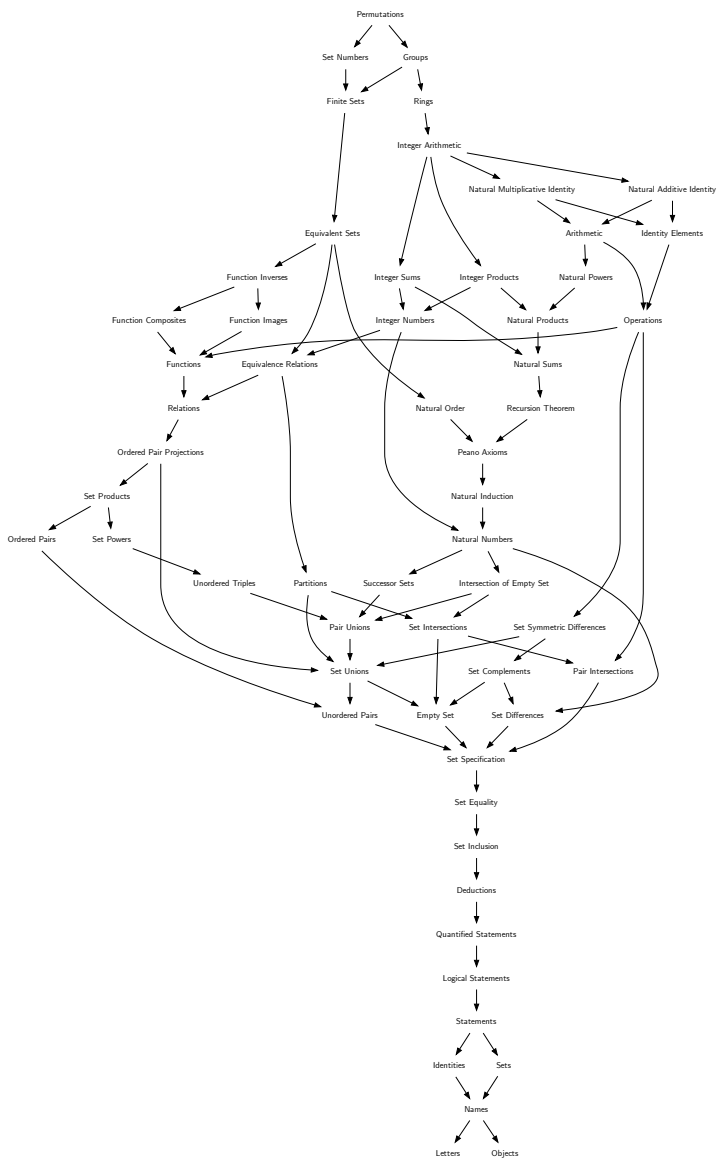 Permutations
Set Numbers
Groups
Finite Sets
Rings
Integer Arithmetic
Natural Multiplicative Identity
Natural Additive Identity
Equivalent Sets
Arithmetic
Identity Elements
Function Inverses
Integer Sums
Integer Products
Natural Powers
Function Composites
Function Images
Integer Numbers
Natural Products
Operations
Functions
Equivalence Relations
Natural Sums
Relations
Natural Order
Recursion Theorem
Ordered Pair Projections
Peano Axioms
Set Products
Natural Induction
Ordered Pairs
Set Powers
Natural Numbers
Unordered Triples
Partitions
Successor Sets
Intersection of Empty Set
Pair Unions
Set Intersections
Set Symmetric Differences
Set Unions
Set Complements
Pair Intersections
Unordered Pairs
Empty Set
Set Differences
Set Specification
Set Equality
Set Inclusion
Deductions
Quantified Statements
Logical Statements
Statements
Identities
Sets
Names
Letters
Objects